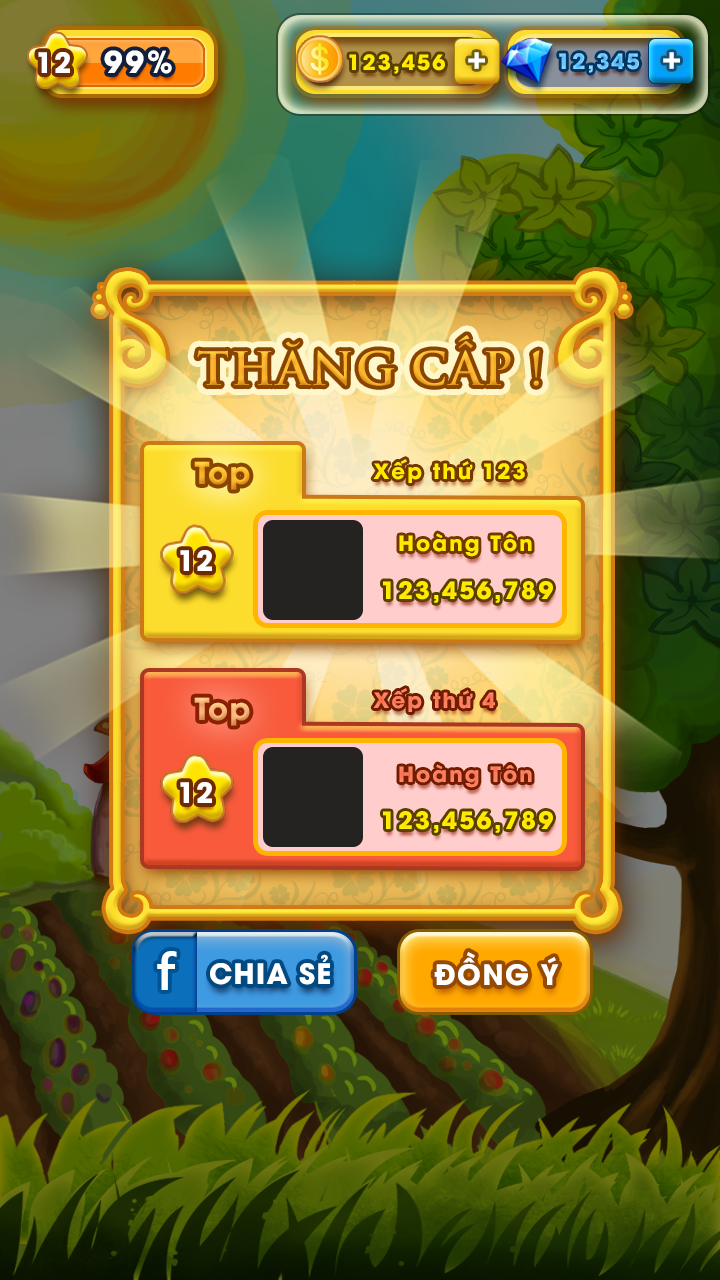 12 99% 123,456 + 12,345 +
THĂNG CẤP !
Top
Xếp thứ 123
12
Hoàng Tôn
123,456,789
Top
Xếp thứ 4
12
Hoàng Tôn
123,456,789
f CHIA SẺ
ĐỒNG Ý